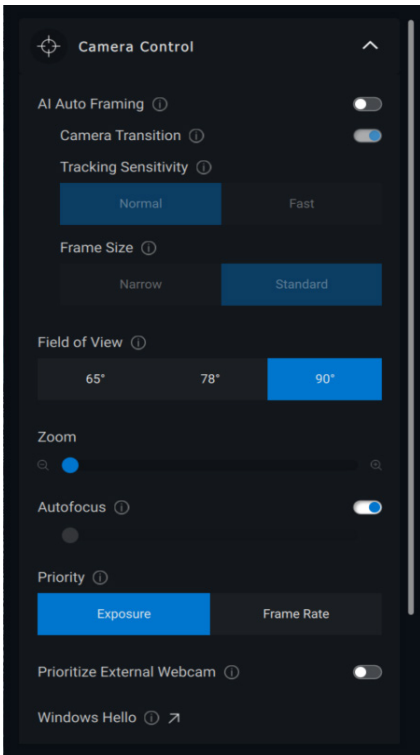 Camera Control
AI Auto Framing
Camera Transition
Tracking Sensitivity
Normal Fast
Frame Size
Narrow Standard
Field of View
65° 78° 90°
Zoom
Autofocus
Priority
Exposure Frame Rate
Prioritize External Webcam
Windows Hello